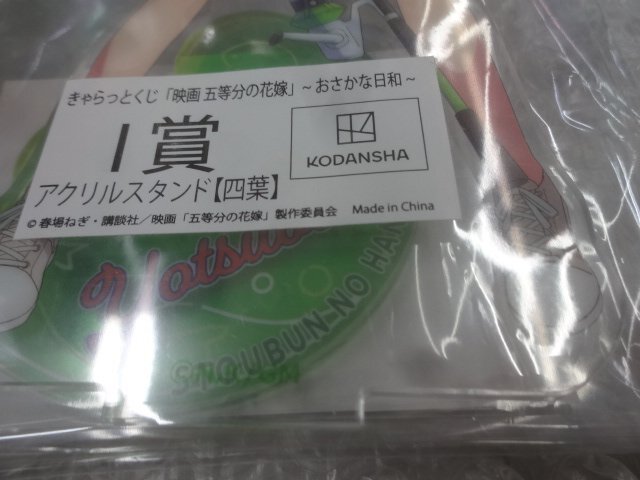 きゃらっとくじ「映画 五等分の花嫁」~おさかな日和~
I賞
KODANSHA
アクリルスタンド【四葉】
© 春場ねぎ・講談社／映画「五等分の花嫁」製作委員会 Made in China
Yotsuba
OUBUN-NO HAN